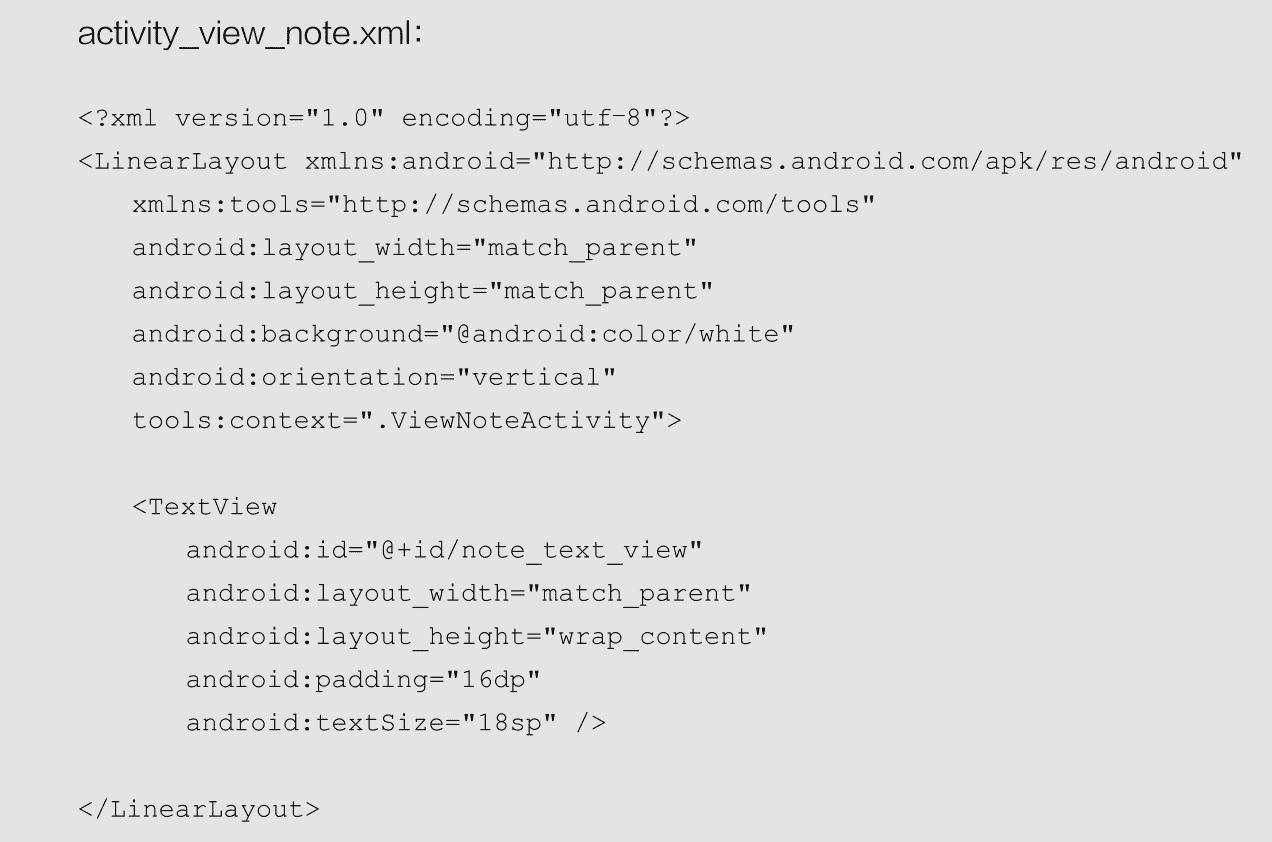 activity_view_note.xml:
<?xml version="1.0" encoding="utf-8"?>
<LinearLayout xmlns:android="http://schemas.android.com/apk/res/android"
xmlns:tools="http://schemas.android.com/tools"
android:layout_width="match_parent"
android:layout_height="match_parent"
android:background="@android:color/white"
android:orientation="vertical"
tools:context=".ViewNoteActivity">
<TextView
android:id="@+id/note_text_view"
android:layout_width="match_parent"
android:layout_height="wrap_content"
android:padding="16dp"
android:textSize="18sp" />
</LinearLayout>